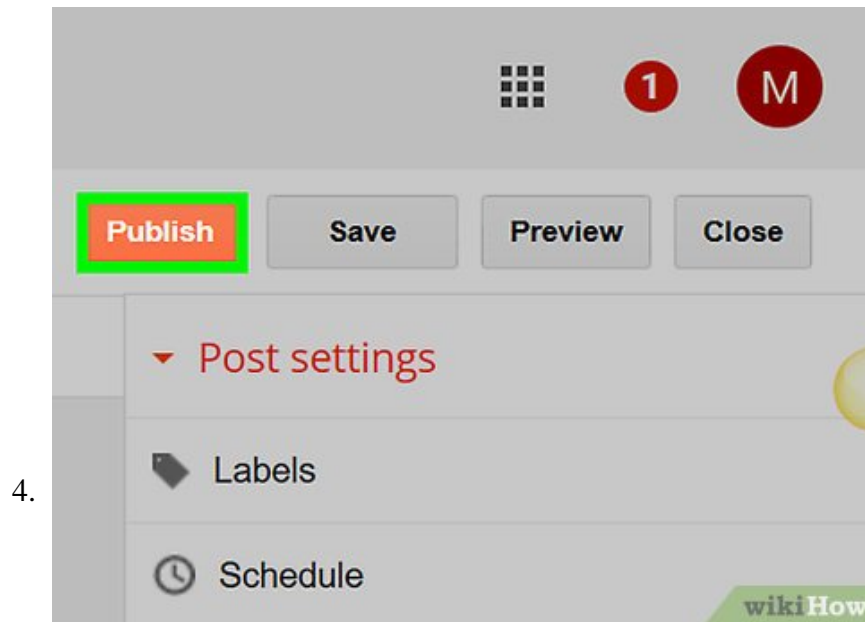 1 M
Publish Save Preview Close
Post settings
Labels
4.
Schedule
wikiHow